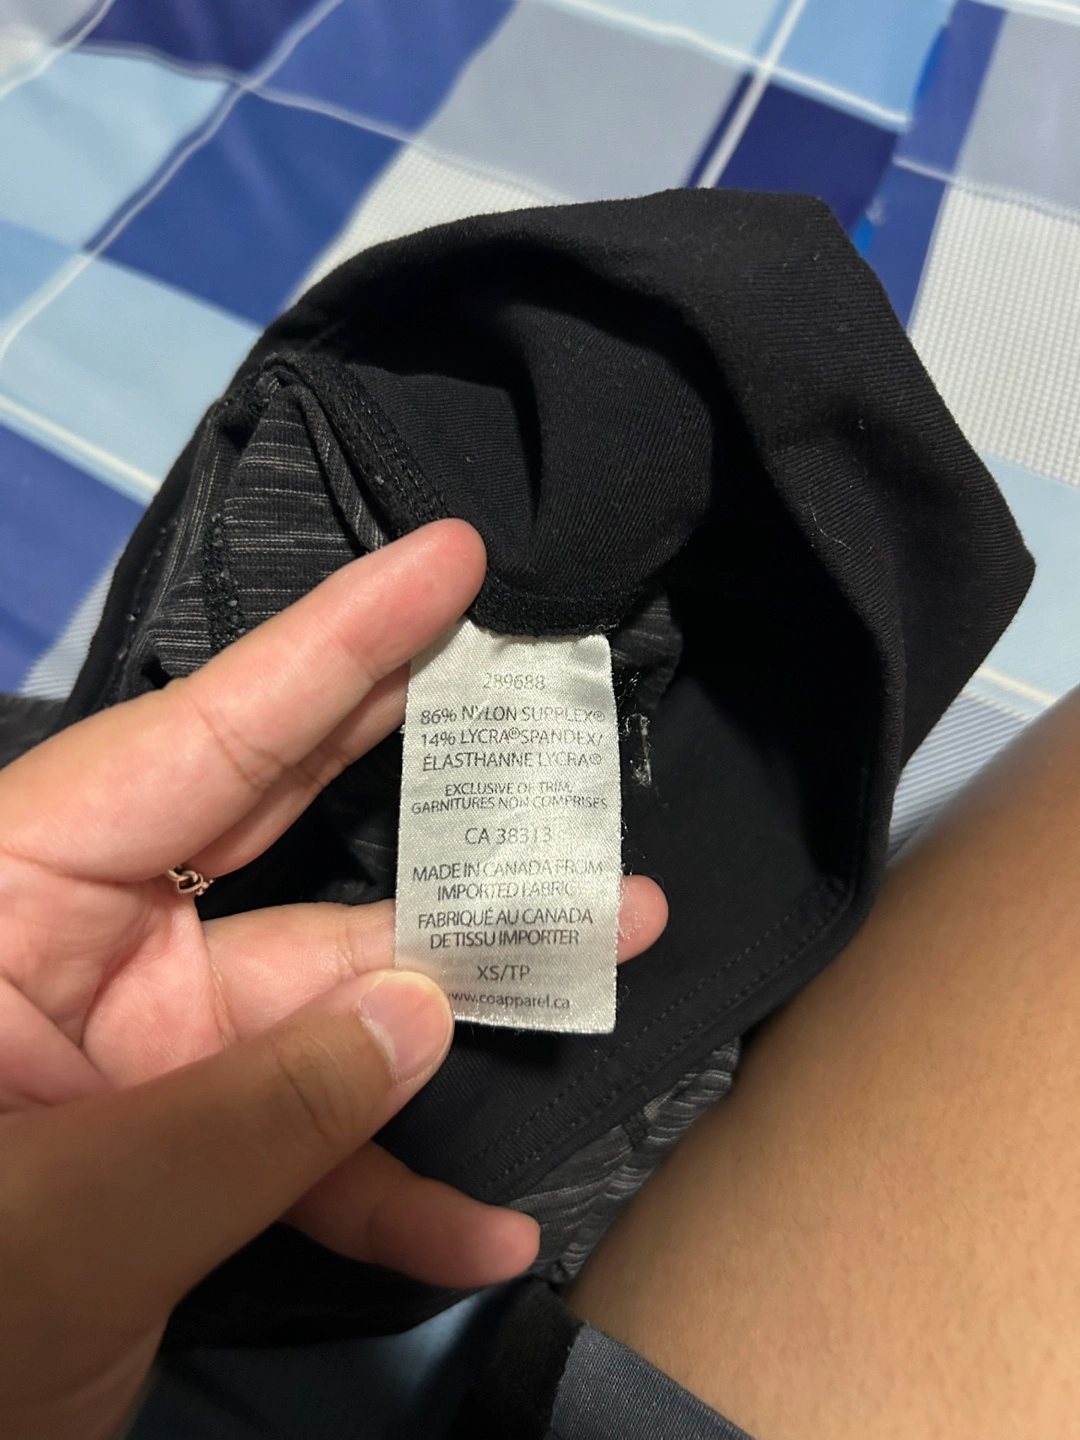 289688
86% NYLON SUPPLEX®
14% LYCRA®SPANDEX/
ÉLASTHANNE LYCRA®
EXCLUSIVE OF TRIM/
GARNITURES NON COMPRISES
CA 38313
MADE IN CANADA FROM
IMPORTED FABRIC
FABRIQUÉ AU CANADA
DE TISSU IMPORTER
XS/TP
www.coapparel.ca